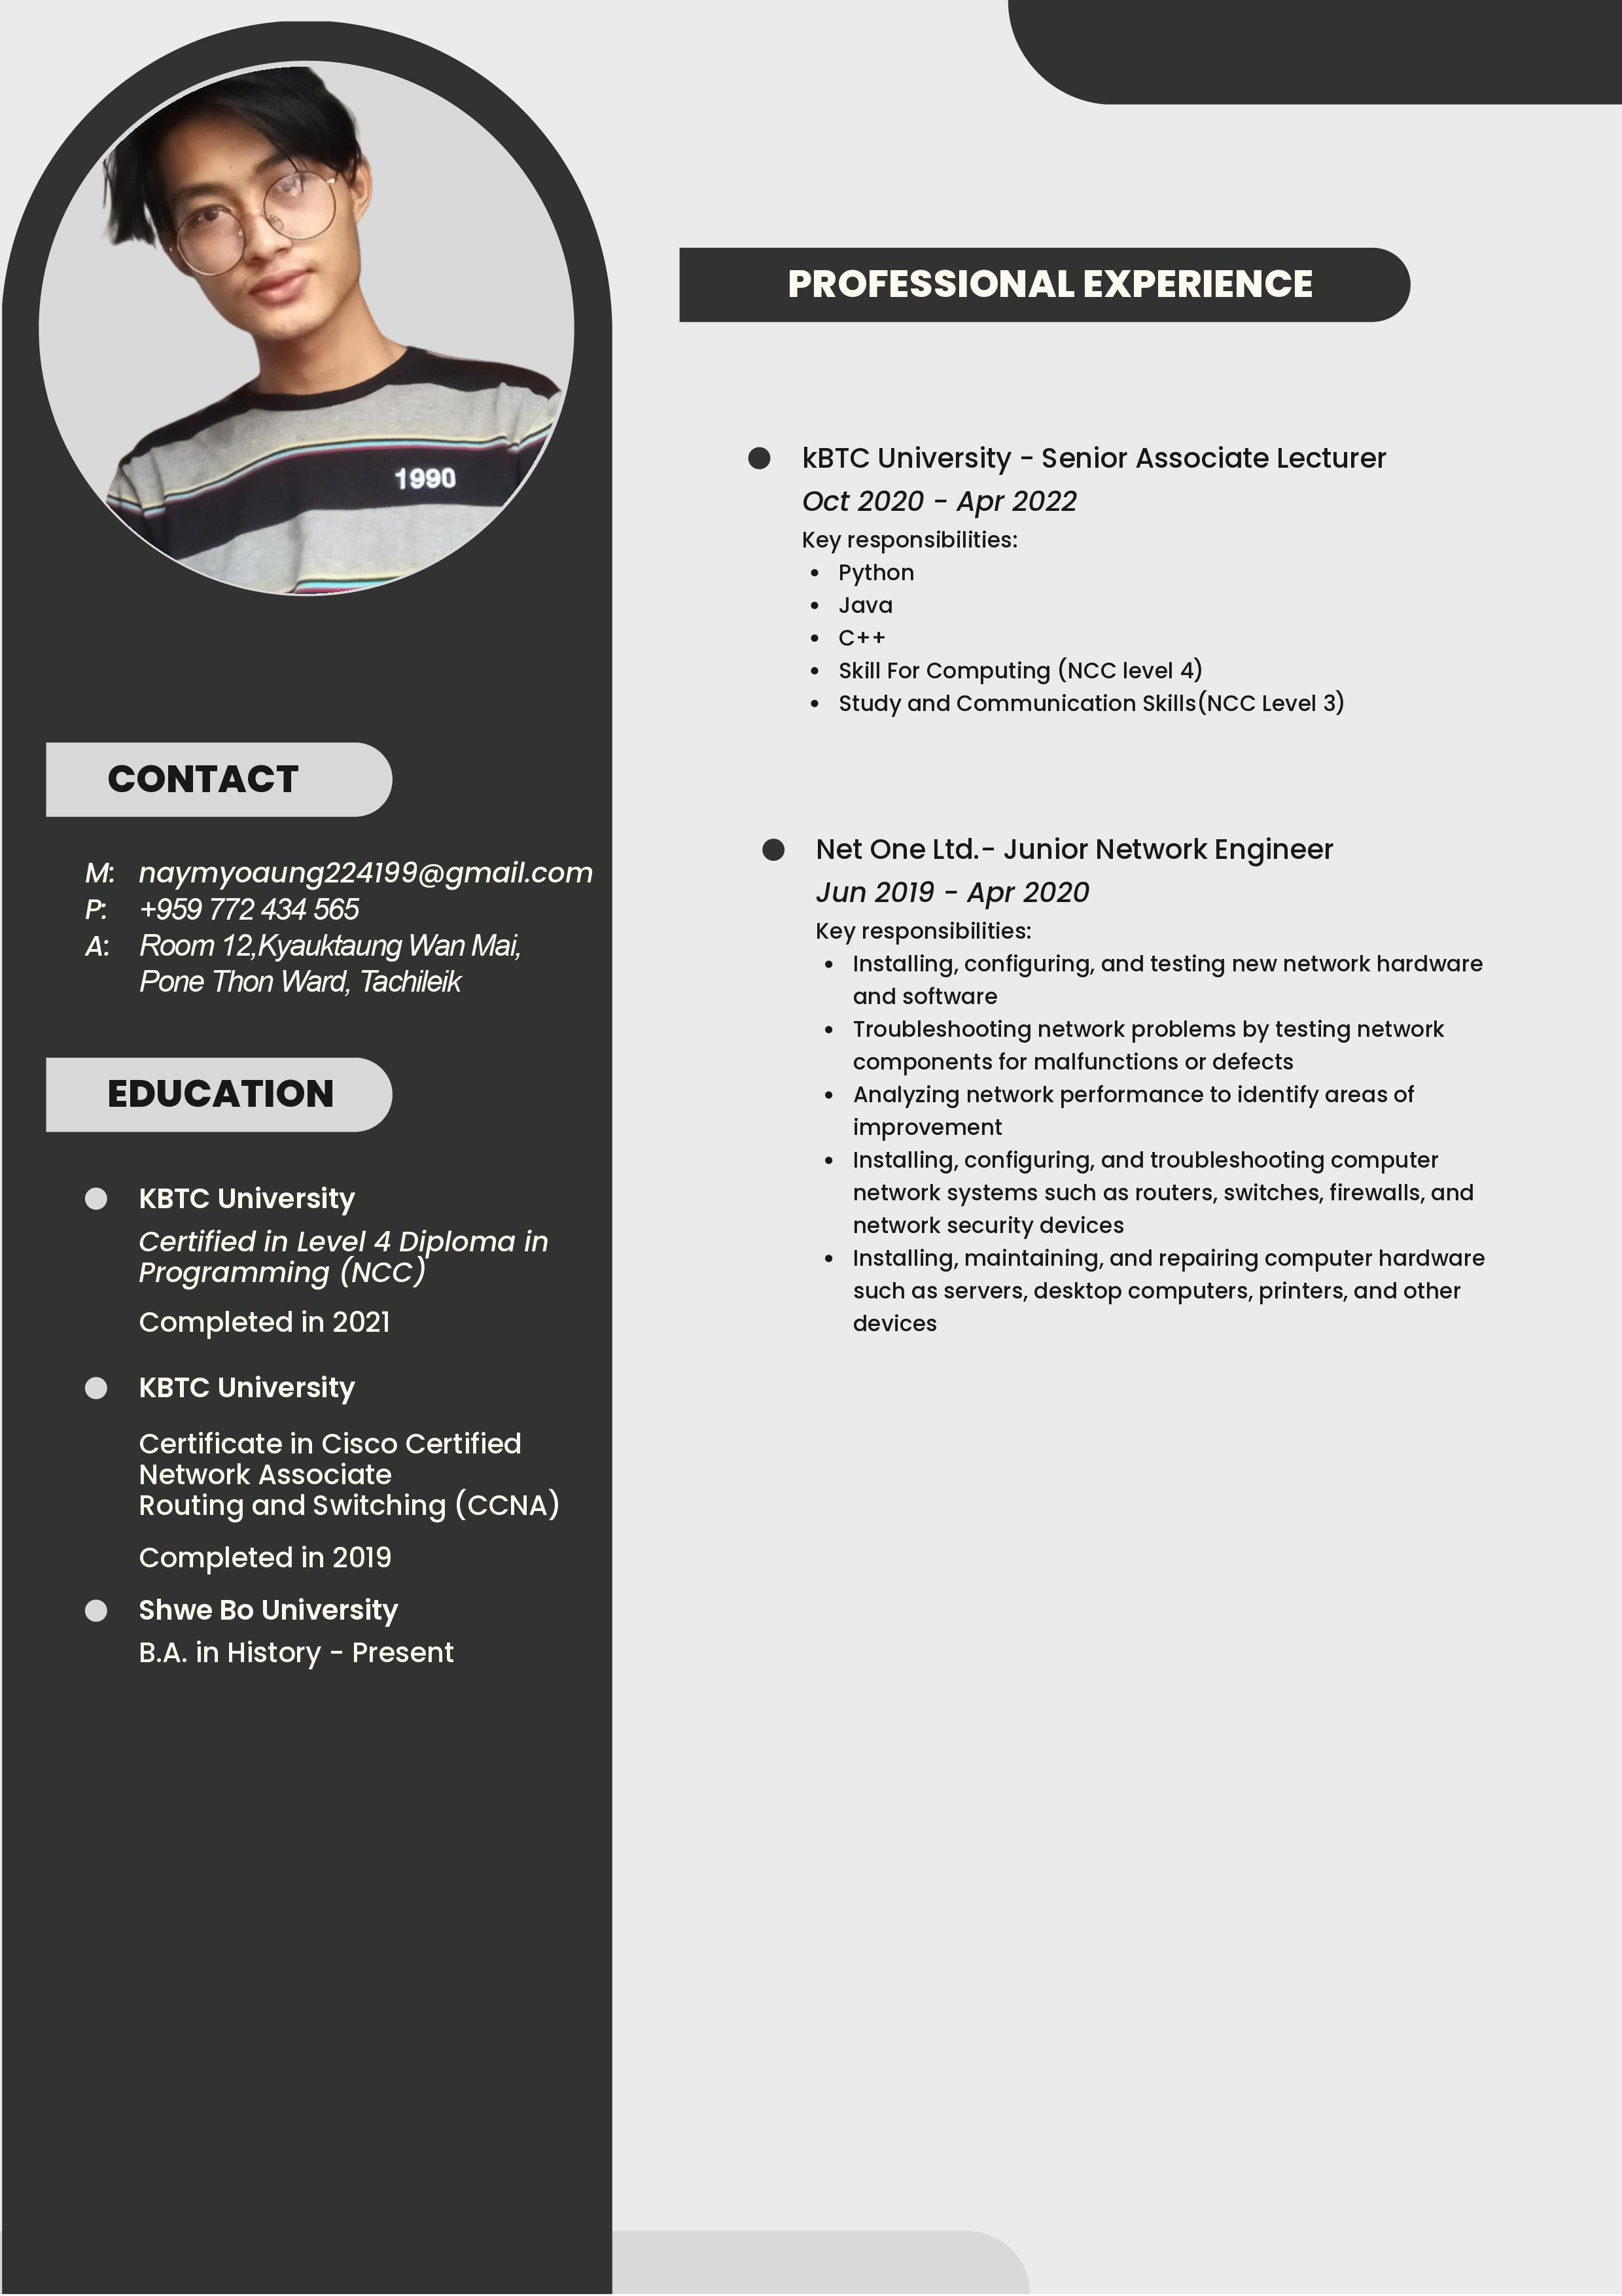 1990
CONTACT
M: naymyoaung224199@gmail.com
P: +959 772 434 565
A: Room 12,Kyauktaung Wan Mai,
Pone Thon Ward, Tachileik
EDUCATION
KBTC University
Certified in Level 4 Diploma in
Programming (NCC)
Completed in 2021
KBTC University
Certificate in Cisco Certified
Network Associate
Routing and Switching (CCNA)
Completed in 2019
Shwe Bo University
B.A. in History - Present
PROFESSIONAL EXPERIENCE
kBTC University - Senior Associate Lecturer
Oct 2020 - Apr 2022
Key responsibilities:
• Python
• Java
• C++
• Skill For Computing (NCC level 4)
• Study and Communication Skills(NCC Level 3)
Net One Ltd.- Junior Network Engineer
Jun 2019 - Apr 2020
Key responsibilities:
• Installing, configuring, and testing new network hardware
and software
• Troubleshooting network problems by testing network
components for malfunctions or defects
• Analyzing network performance to identify areas of
improvement
• Installing, configuring, and troubleshooting computer
network systems such as routers, switches, firewalls, and
network security devices
• Installing, maintaining, and repairing computer hardware
such as servers, desktop computers, printers, and other
devices